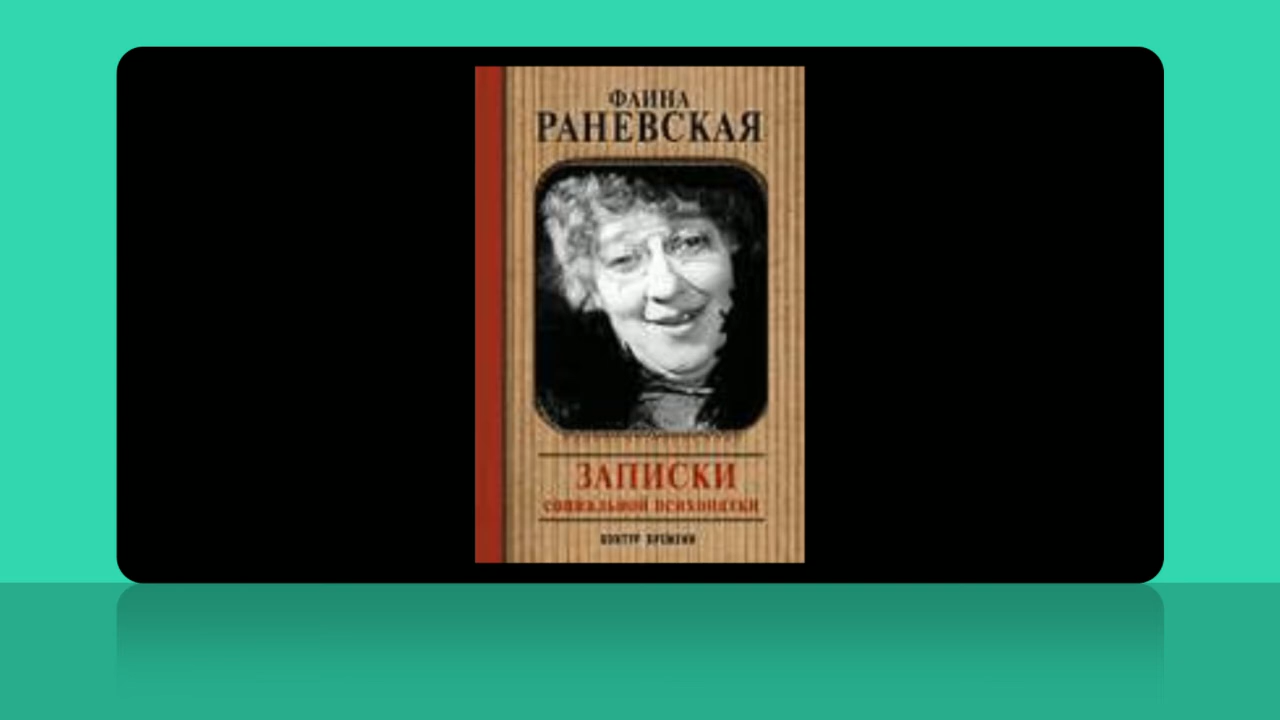 ФАИНА
РАНЕВСКАЯ
ЗАПИСКИ
социальной психопатки
КОНТУР ВРЕМЕНИ